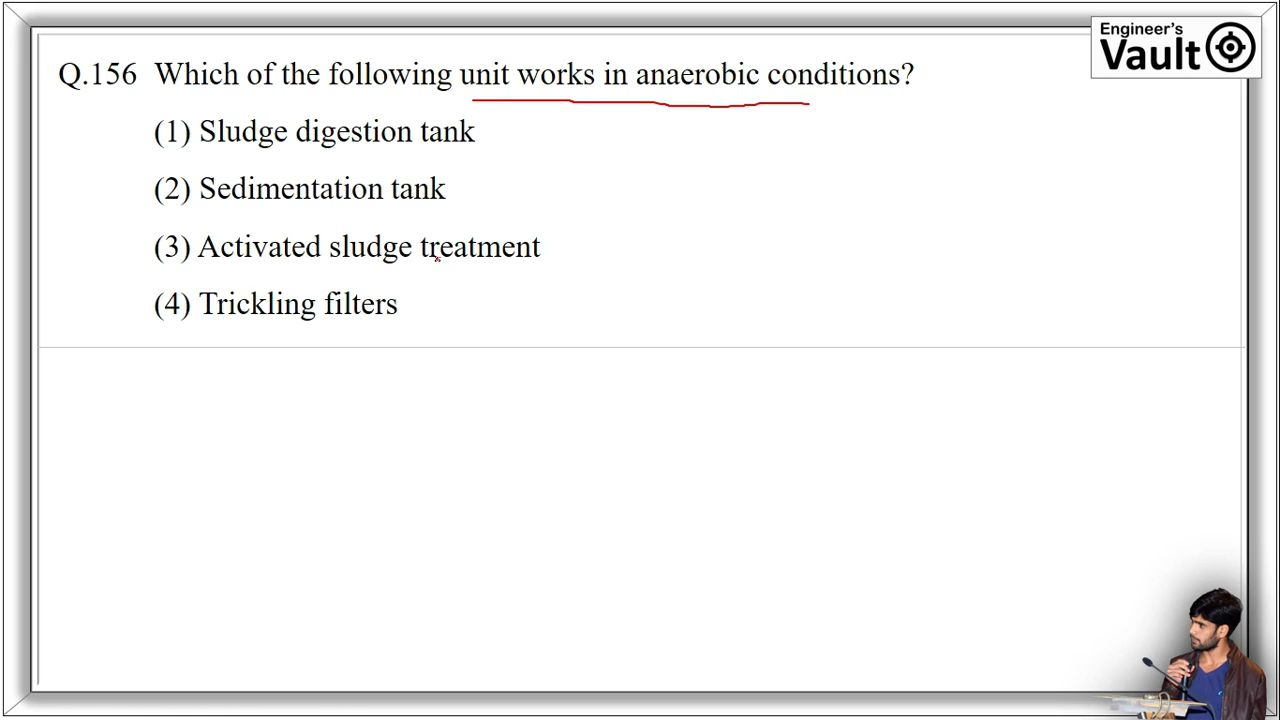 Engineer's
Vault
Q.156 Which of the following unit works in anaerobic conditions?
(1) Sludge digestion tank
(2) Sedimentation tank
(3) Activated sludge treatment
(4) Trickling filters